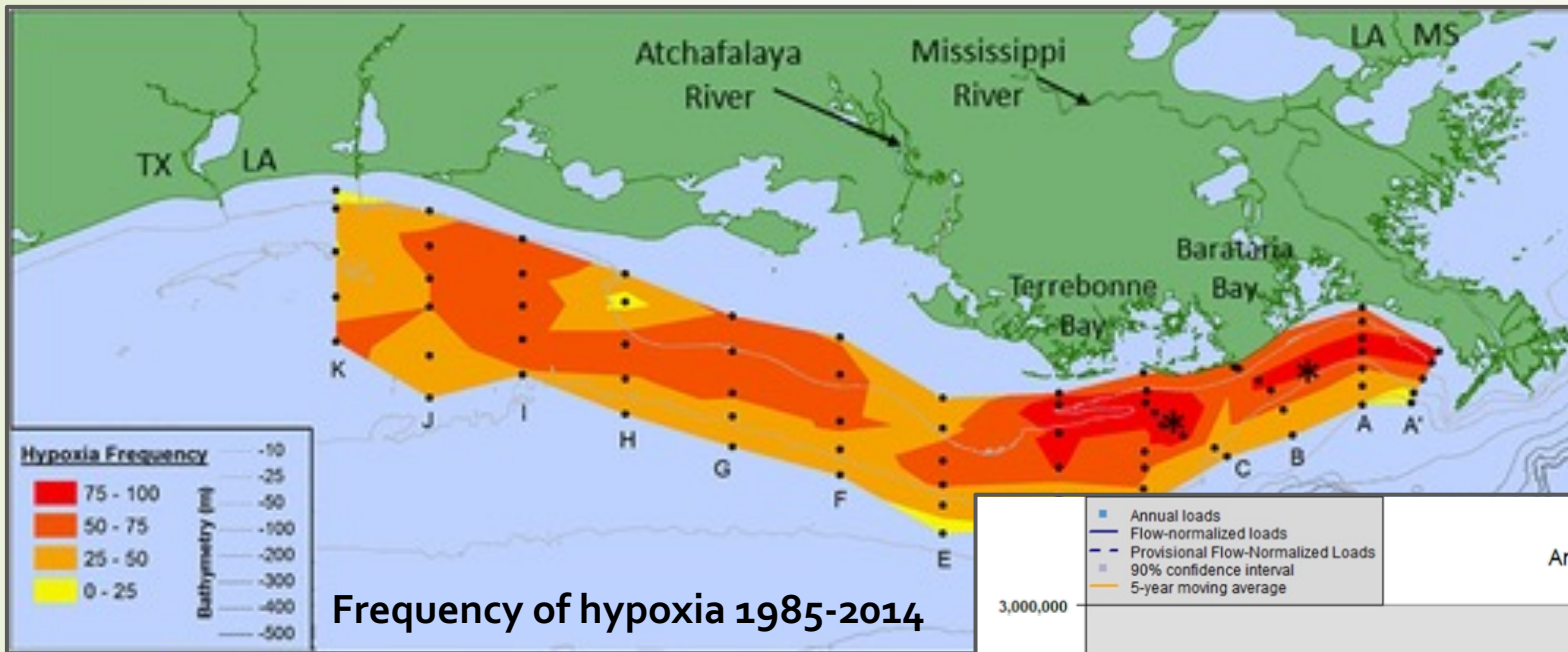 Atchafalaya
River
Mississippi
River
LA MS
TX LA
Barataria
Bay
Terrebonne
Bay
K
J
I
H
G
F
E
C
B
A
A'
Hypoxia Frequency
75 - 100
50 - 75
25 - 50
0 - 25
Bathymetry (m)
-10
-25
-50
-100
-200
-300
-400
-500
Frequency of hypoxia 1985-2014
Annual loads
Flow-normalized loads
Provisional Flow-Normalized Loads
90% confidence interval
5-year moving average
An
3,000,000